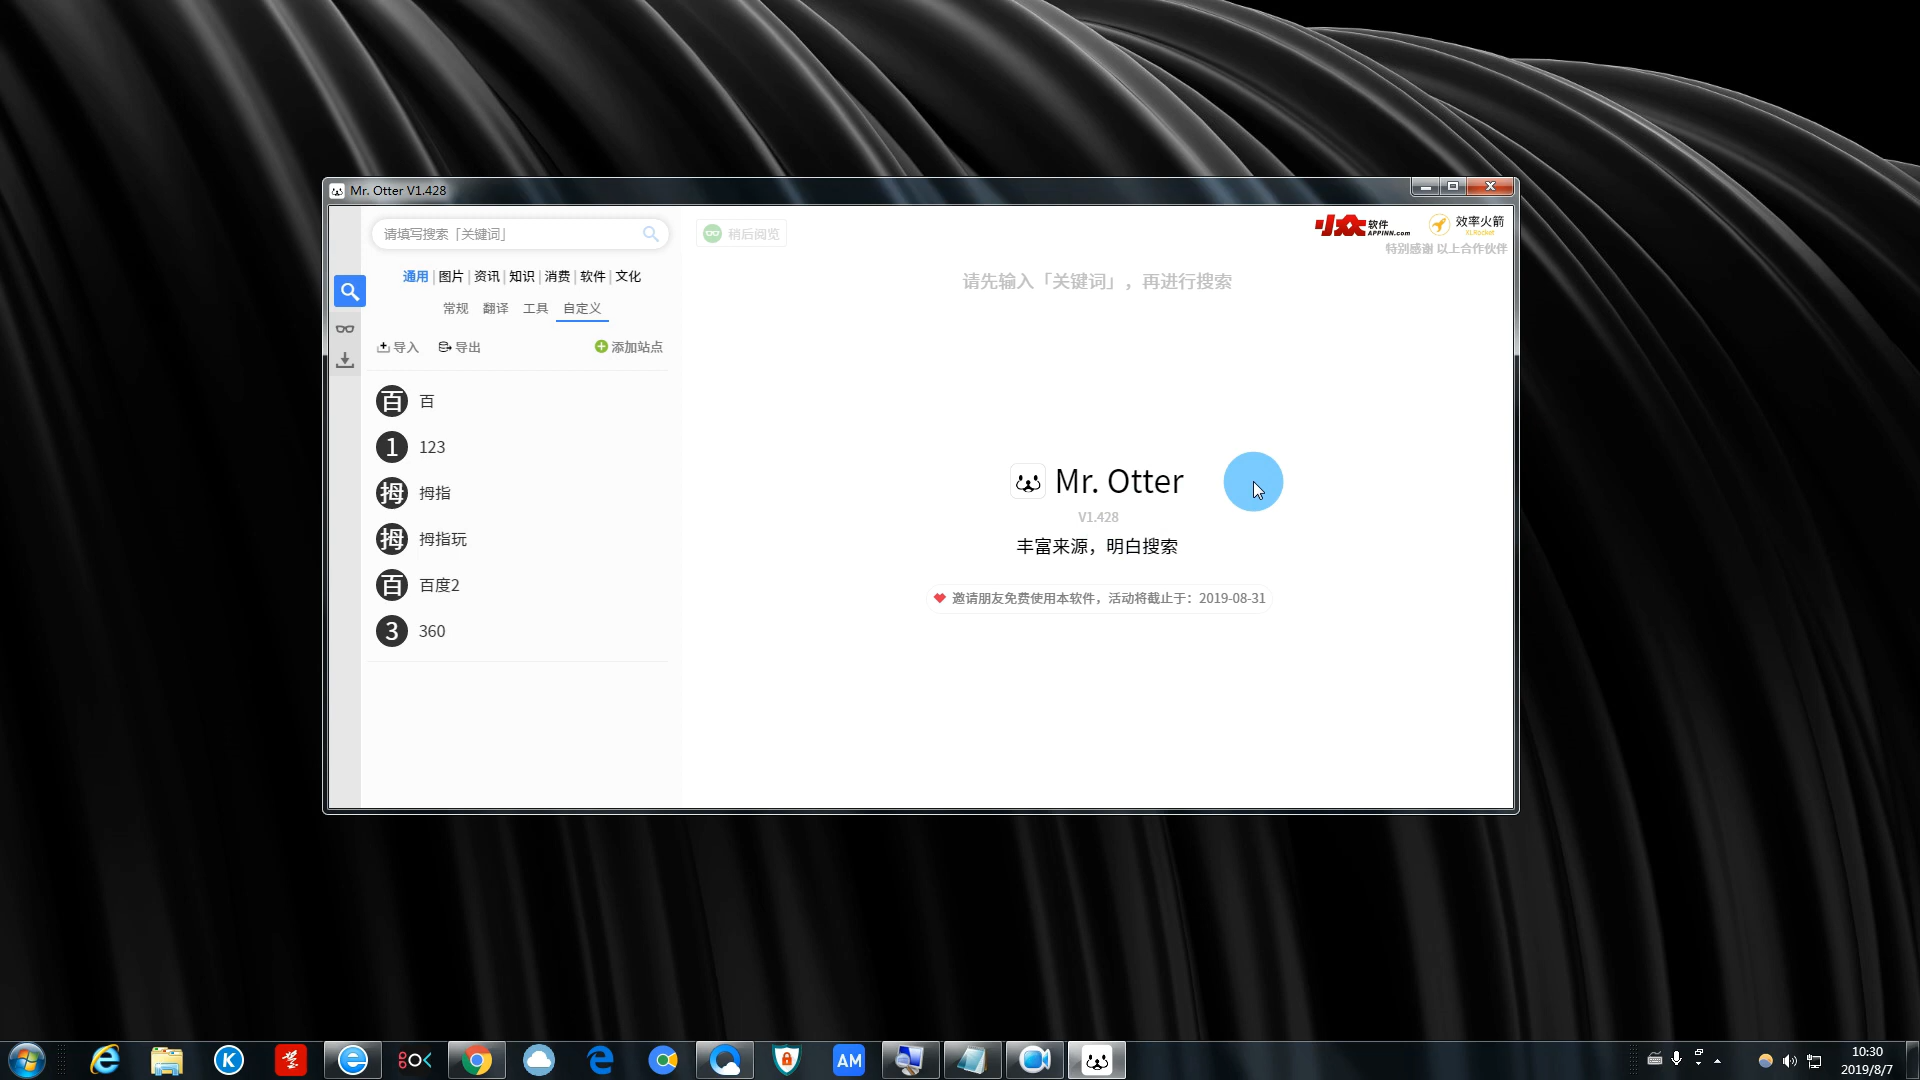 Mr. Otter V1.428
请填写搜索「关键词」
稍后阅览
小众软件
APPINN.com
效率火箭
XLRocket
特别感谢 以上合作伙伴
通用 | 图片 | 资讯 | 知识 | 消费 | 软件 | 文化
请先输入「关键词」，再进行搜索
常规 翻译 工具 自定义
导入 导出 添加站点
百 百
1 123
拇 拇指
拇 拇指玩
百 百度2
3 360
Mr. Otter
V1.428
丰富来源，明白搜索
邀请朋友免费使用本软件，活动将截止于：2019-08-31
K
BOK
AM
10:30
2019/8/7